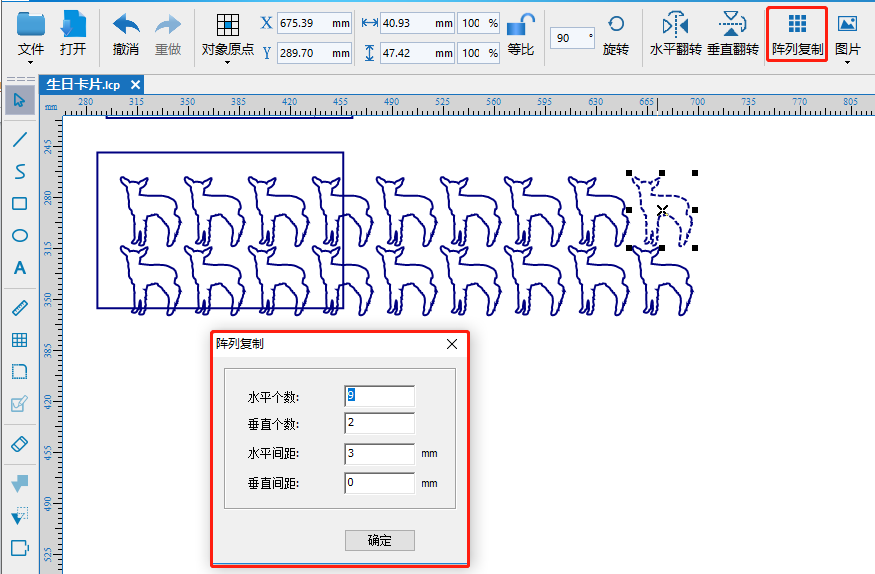 X 675.39 mm 40.93 mm 100 %
90 °
文件 打开 撤消 重做 对象原点 Y 289.70 mm 47.42 mm 100 % 等比 旋转 水平翻转 垂直翻转 阵列复制 图片
生日卡片.lcp ×
mm 280 315 350 385 420 455 490 525 560 595 630 665 700 735 770 805
245
280
315
350
385
420
455
490
525
A
阵列复制
水平个数: 9
垂直个数: 2
水平间距: 3 mm
垂直间距: 0 mm
确定